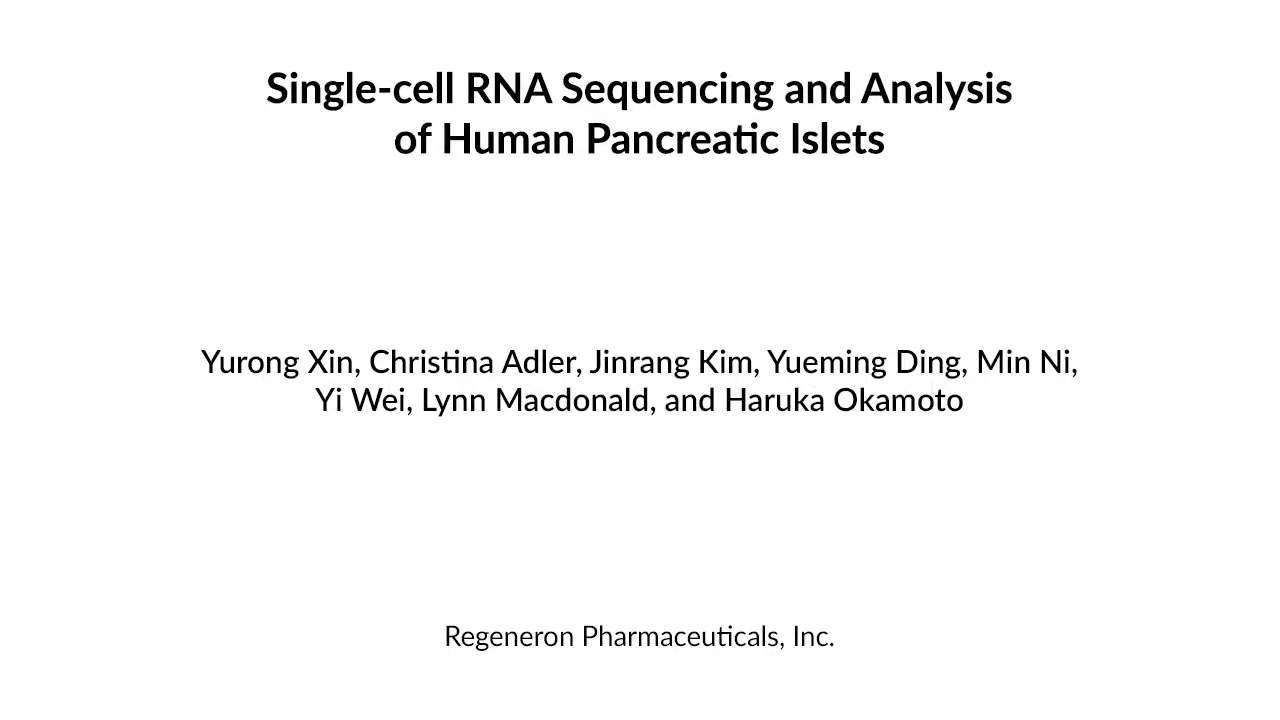 Single-cell RNA Sequencing and Analysis
of Human Pancreatic Islets
Yurong Xin, Christina Adler, Jinrang Kim, Yueming Ding, Min Ni,
Yi Wei, Lynn Macdonald, and Haruka Okamoto
Regeneron Pharmaceuticals, Inc.